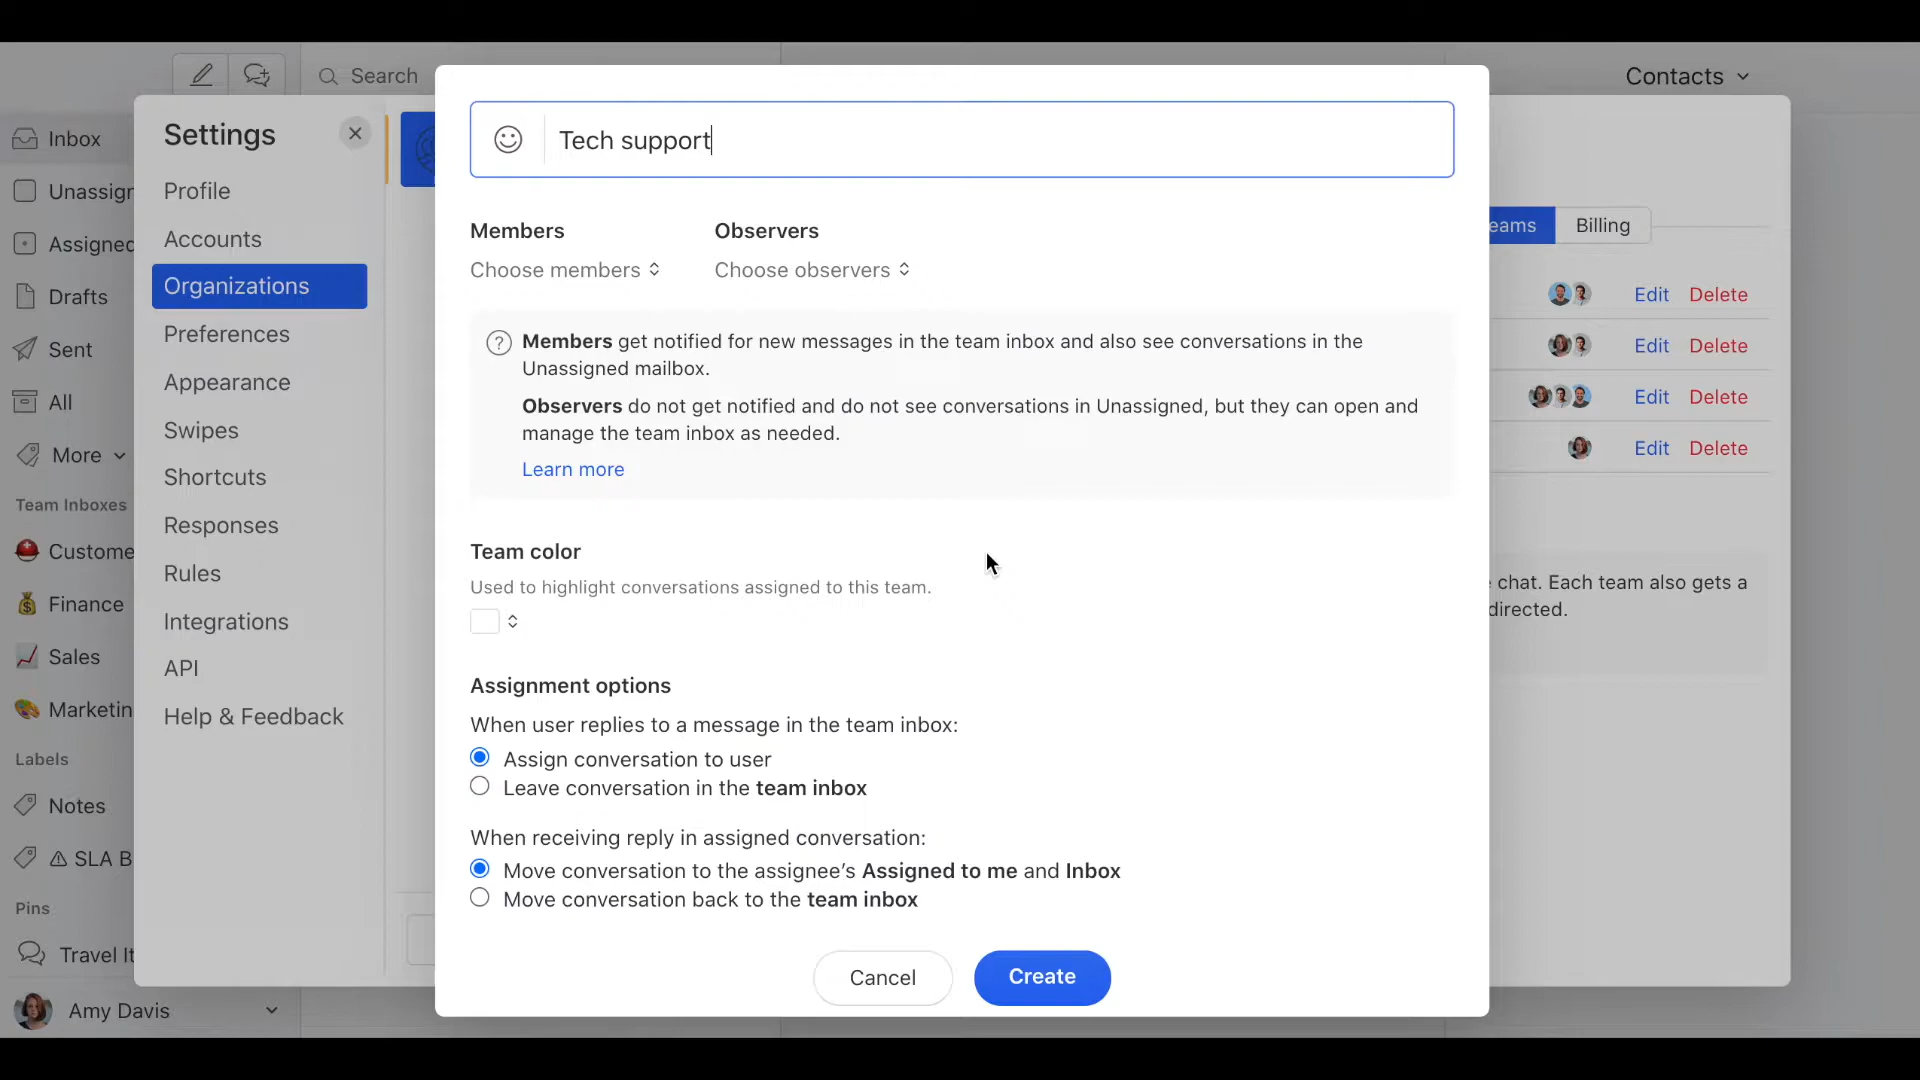 Search
Contacts
Inbox
Unassigr
Assigned
Drafts
Sent
All
More
Team Inboxes
Custome
Finance
Sales
Marketin
Labels
Notes
SLA B
Pins
Travel It
Amy Davis
Settings
Profile
Accounts
Organizations
Preferences
Appearance
Swipes
Shortcuts
Responses
Rules
Integrations
API
Help & Feedback
Tech support
Members
Observers
Choose members
Choose observers
Members get notified for new messages in the team inbox and also see conversations in the
Unassigned mailbox.
Observers do not get notified and do not see conversations in Unassigned, but they can open and
manage the team inbox as needed.
Learn more
Team color
Used to highlight conversations assigned to this team.
Assignment options
When user replies to a message in the team inbox:
Assign conversation to user
Leave conversation in the team inbox
When receiving reply in assigned conversation:
Move conversation to the assignee’s Assigned to me and Inbox
Move conversation back to the team inbox
Cancel
Create
eams
Billing
Edit Delete
Edit Delete
Edit Delete
Edit Delete
chat. Each team also gets a
directed.